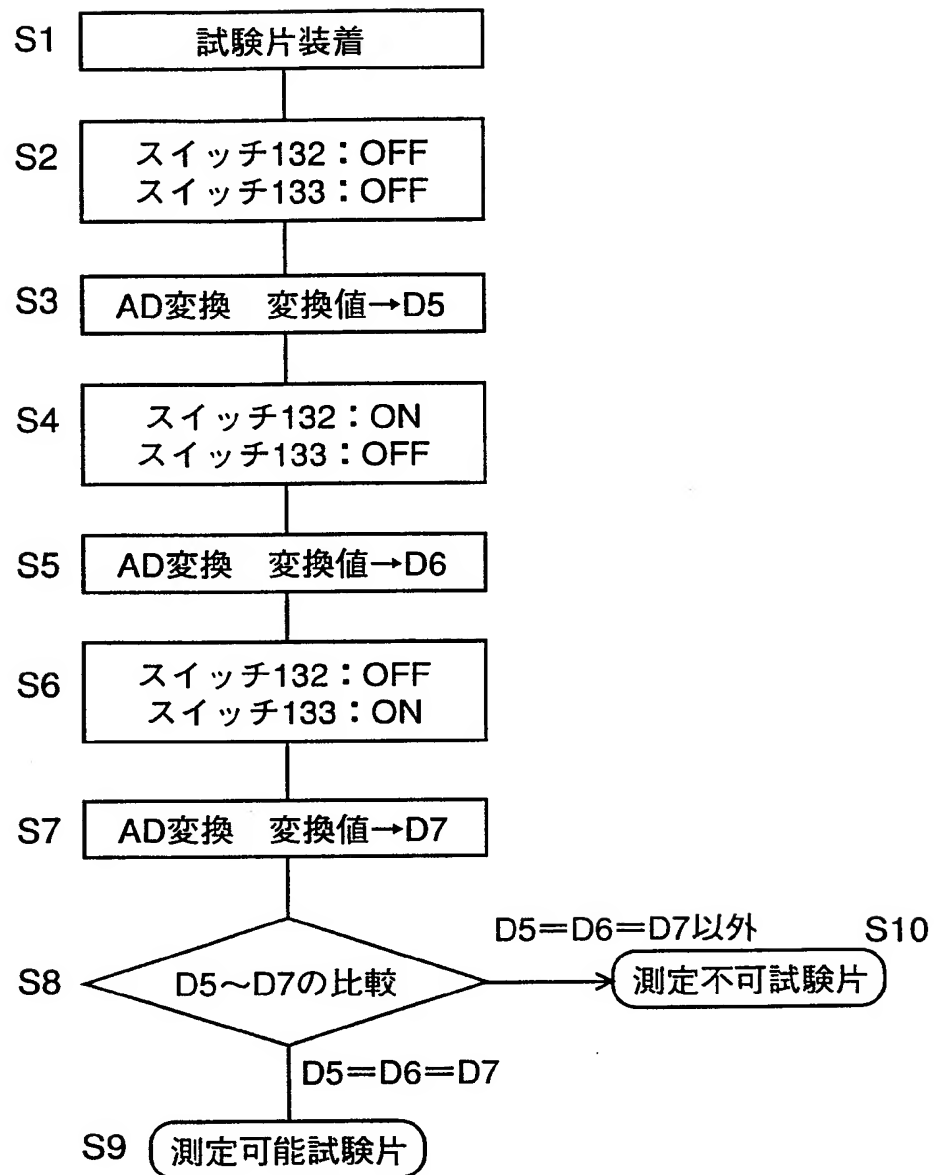 S1 試験片装着
S2 スイッチ132：OFF
スイッチ133：OFF
S3 AD変換　変換値→D5
S4 スイッチ132：ON
スイッチ133：OFF
S5 AD変換　変換値→D6
S6 スイッチ132：OFF
スイッチ133：ON
S7 AD変換　変換値→D7
D5＝D6＝D7以外 S10
S8 D5～D7の比較 測定不可試験片
D5＝D6＝D7
S9 測定可能試験片